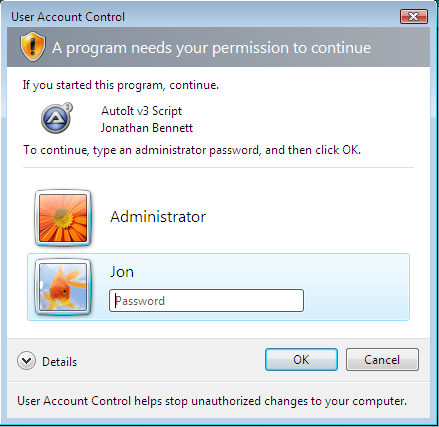 User Account Control
A program needs your permission to continue
If you started this program, continue.
3
AutoIt v3 Script
Jonathan Bennett
To continue, type an administrator password, and then click OK.
Administrator
Jon
Password
Details
OK
Cancel
User Account Control helps stop unauthorized changes to your computer.